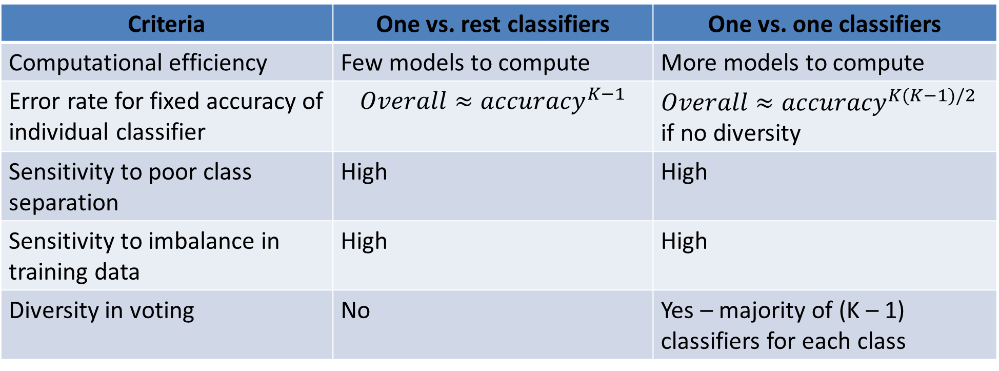 Criteria
One vs. rest classifiers
One vs. one classifiers
Computational efficiency
Few models to compute
More models to compute
Error rate for fixed accuracy of
individual classifier
Overall ≈ accuracy^{K−1}
Overall ≈ accuracy^{K(K−1)/2}
if no diversity
Sensitivity to poor class
separation
High
High
Sensitivity to imbalance in
training data
High
High
Diversity in voting
No
Yes – majority of (K – 1)
classifiers for each class